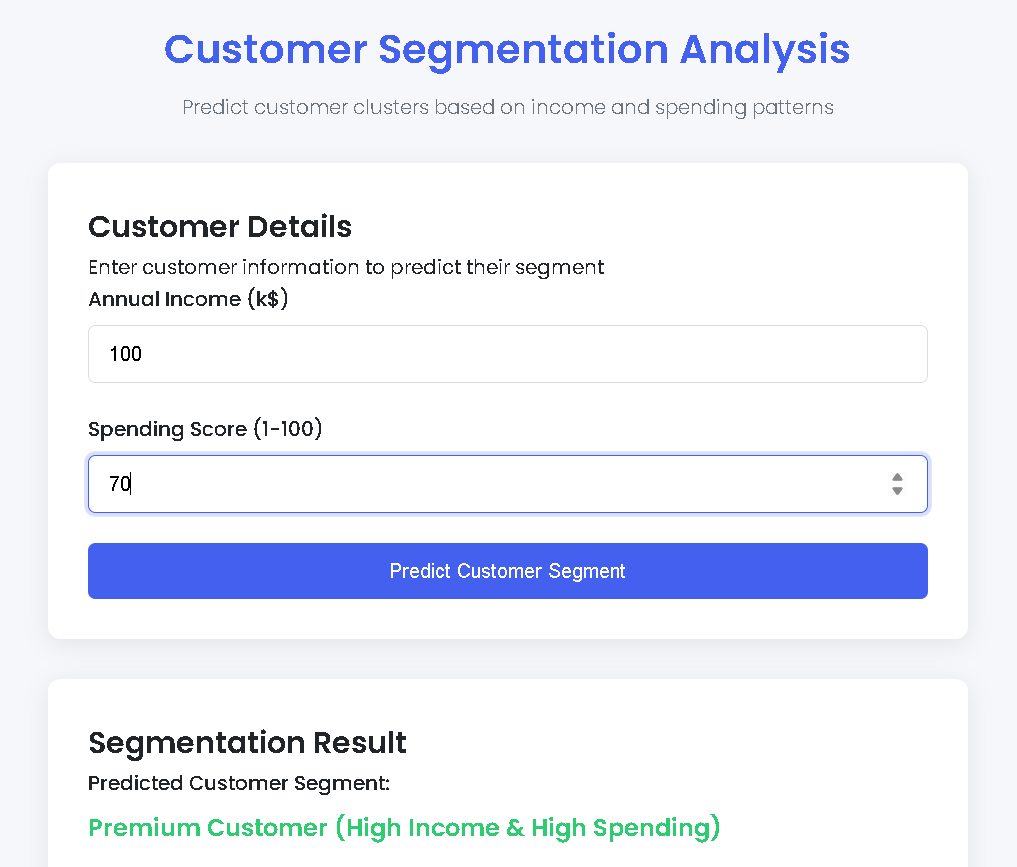 Customer Segmentation Analysis
Predict customer clusters based on income and spending patterns
Customer Details
Enter customer information to predict their segment
Annual Income (k$)
100
Spending Score (1-100)
70
Predict Customer Segment
Segmentation Result
Predicted Customer Segment:
Premium Customer (High Income & High Spending)